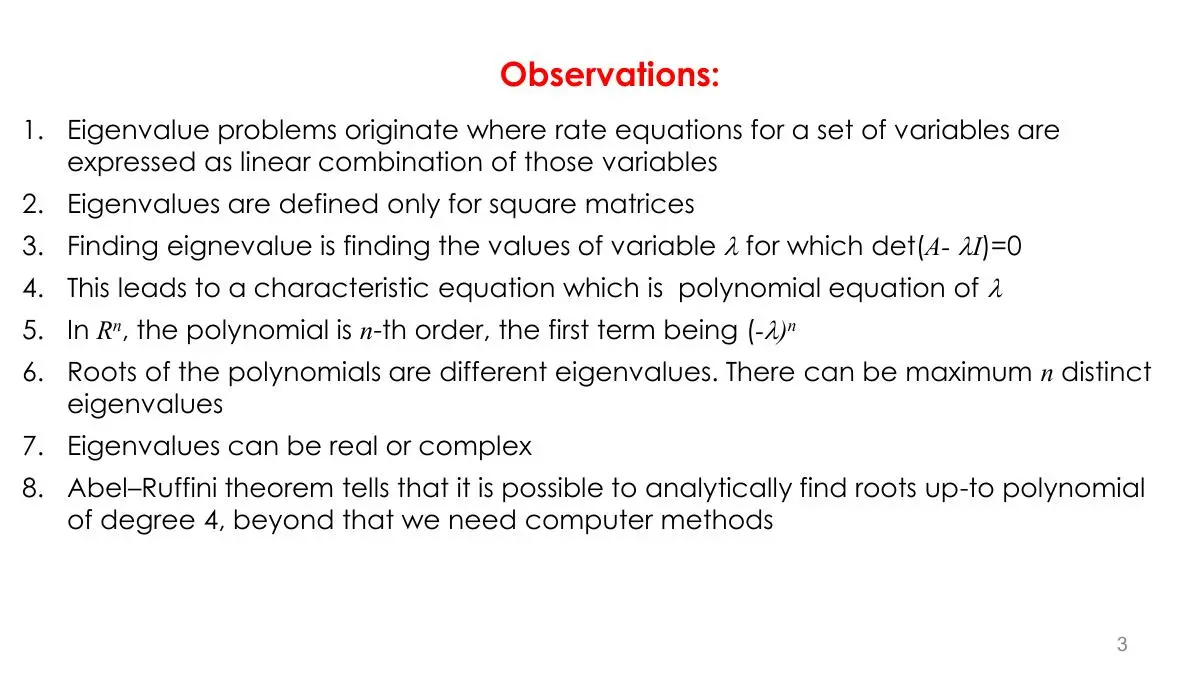 Observations:
1. Eigenvalue problems originate where rate equations for a set of variables are
expressed as linear combination of those variables
2. Eigenvalues are defined only for square matrices
3. Finding eignevalue is finding the values of variable λ for which det(A- λI)=0
4. This leads to a characteristic equation which is  polynomial equation of λ
5. In Rⁿ, the polynomial is n-th order, the first term being (-λ)ⁿ
6. Roots of the polynomials are different eigenvalues. There can be maximum n distinct
eigenvalues
7. Eigenvalues can be real or complex
8. Abel–Ruffini theorem tells that it is possible to analytically find roots up-to polynomial
of degree 4, beyond that we need computer methods
3